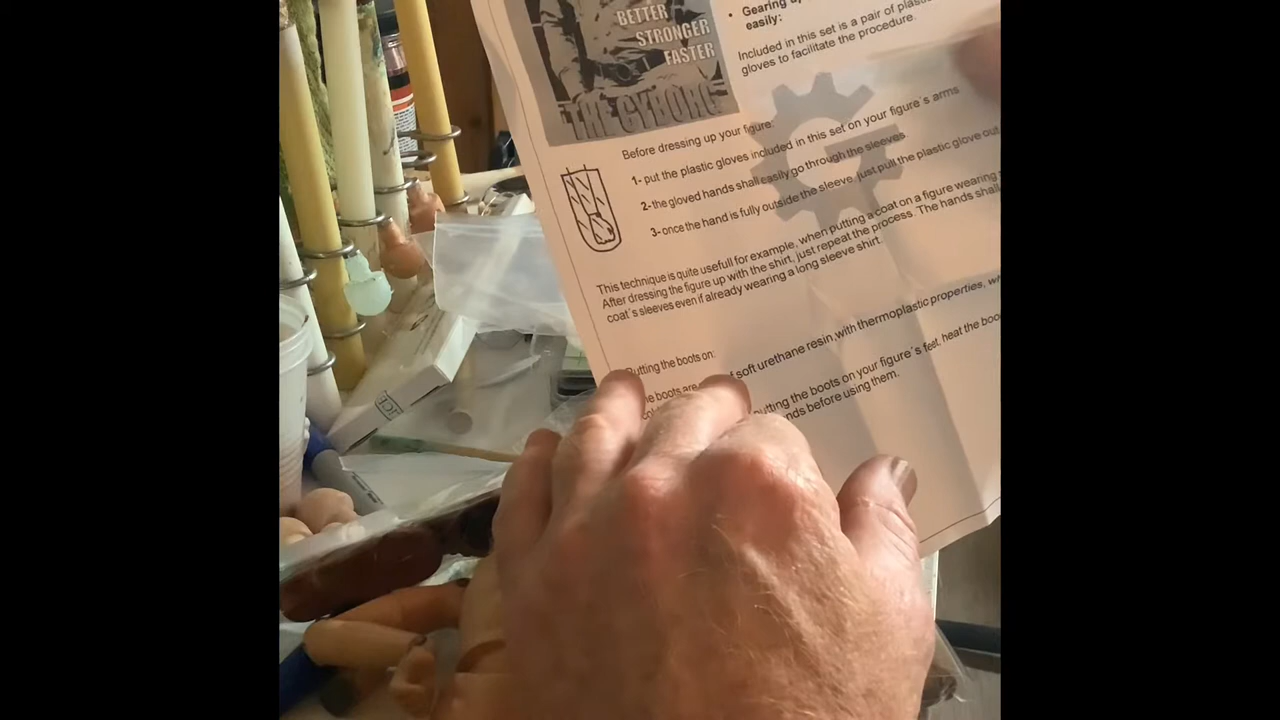 BETTER
STRONGER
FASTER
THE CYBORG
• Gearing
easily:
Included in this set is a pair of plastic
gloves to facilitate the procedure.
Before dressing up your figure:
1- put the plastic gloves included in this set on your figure´s arms
2- the gloved hands shall easily go through the sleeves
3- once the hand is fully outside the sleeve, just pull the plastic glove out
This technique is quite usefull for example, when putting a coat on a figure wearing
After dressing the figure up with the shirt, just repeat the process. The hands shall
coat´s sleeves even if already wearing a long sleeve shirt.
Putting the boots on:
boots are soft urethane resin, with thermoplastic properties,
putting the boots on your figure´s feet, heat the
before using them.